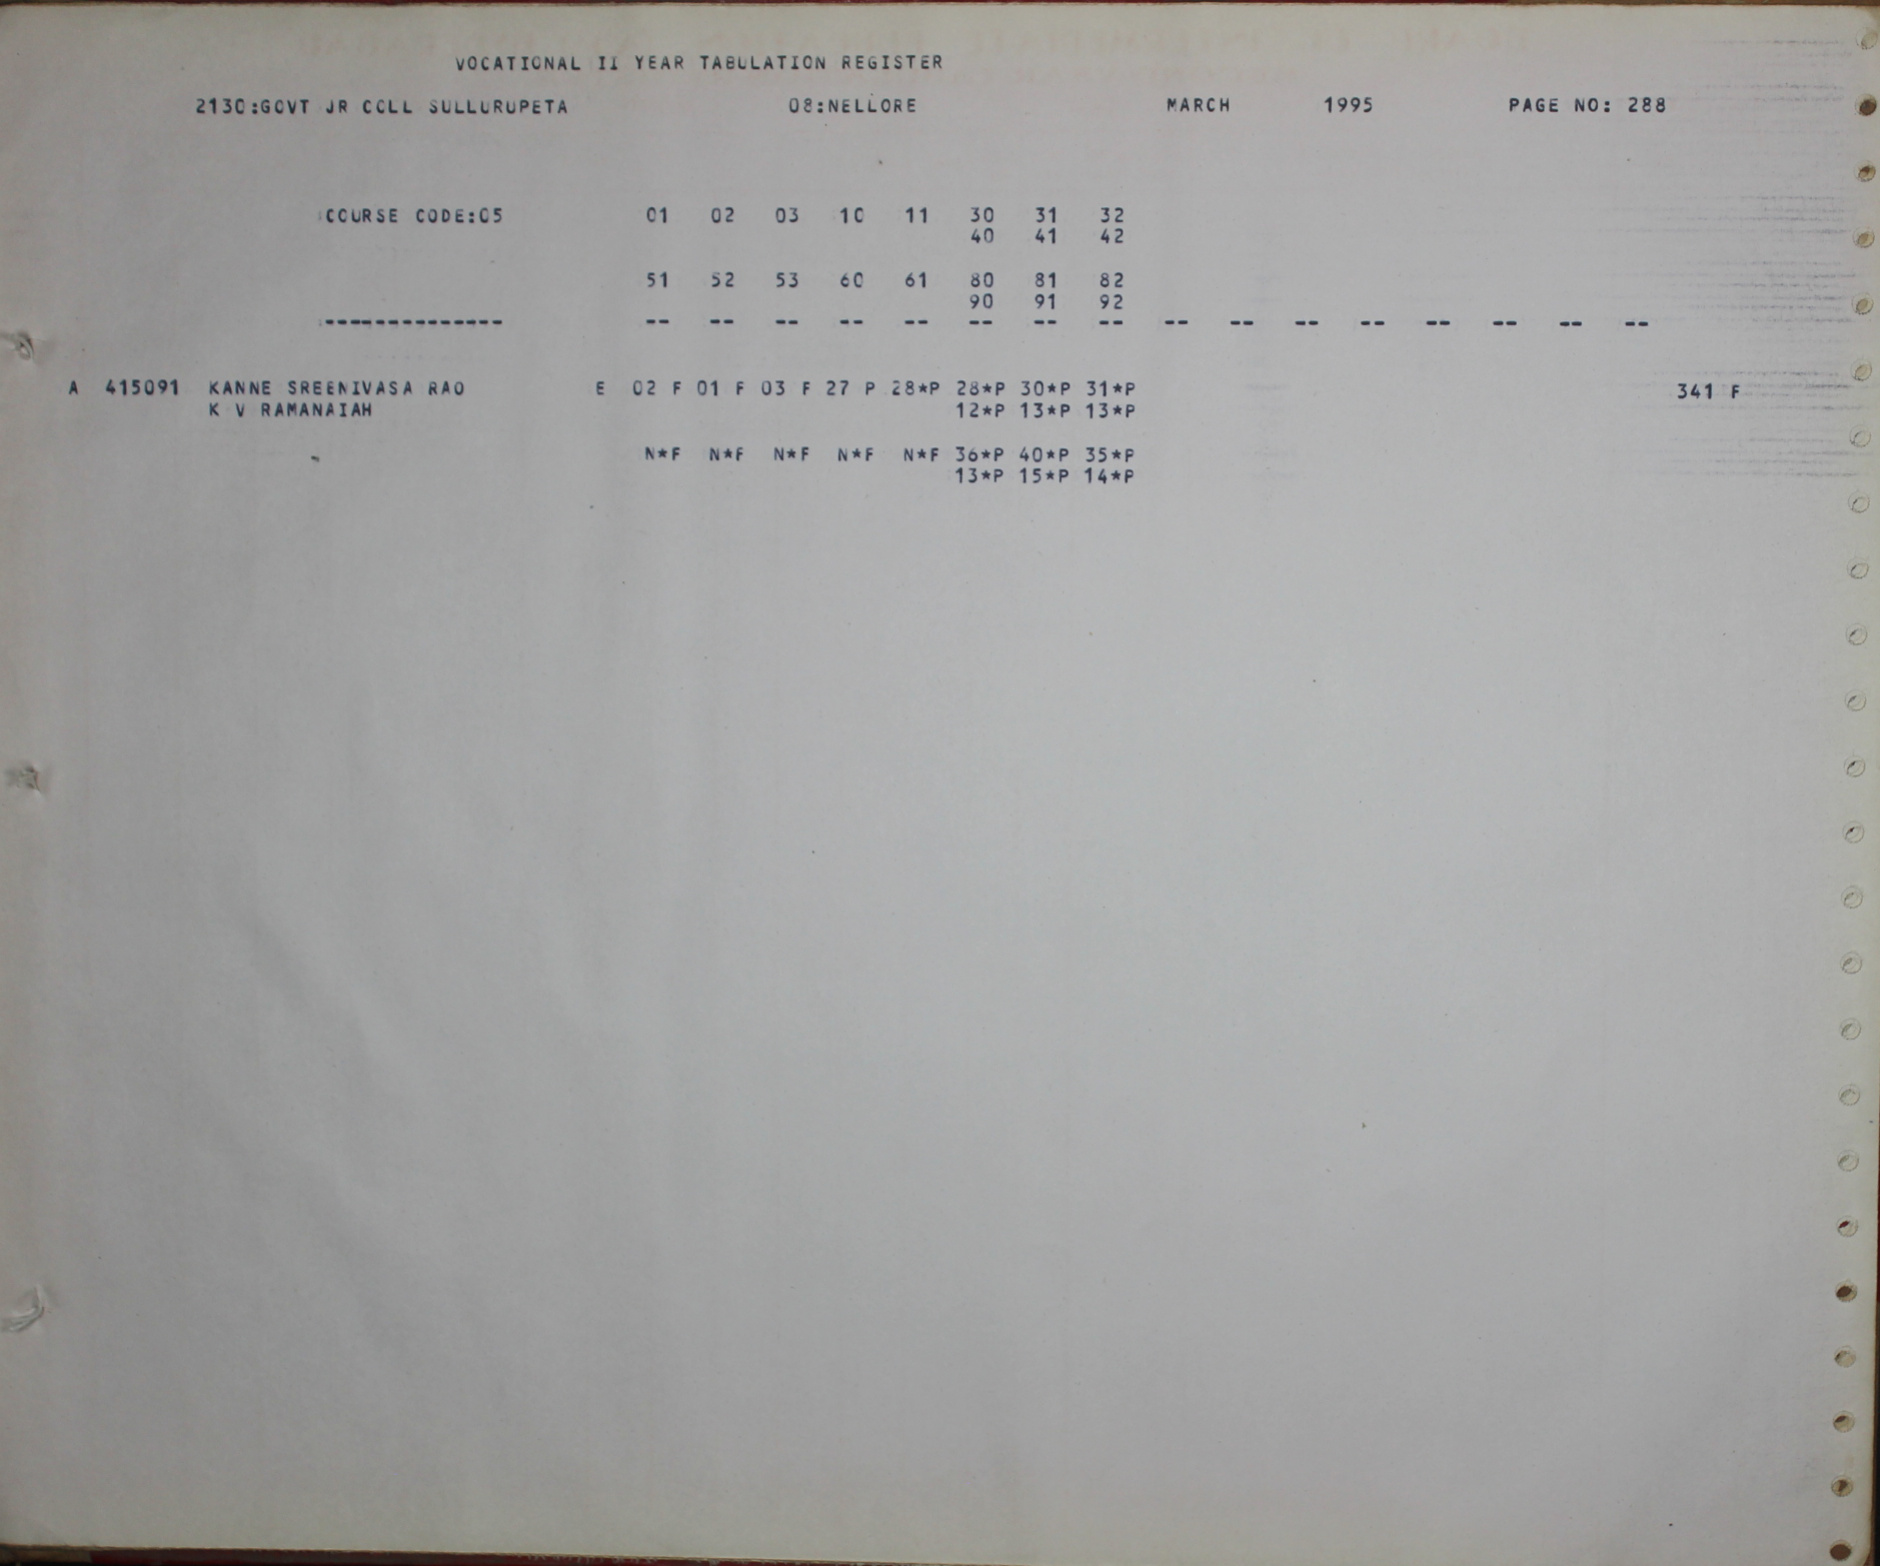 VOCATIONAL II YEAR TABULATION REGISTER
2130:GOVT JR COLL SULLURUPETA 08:NELLORE MARCH 1995 PAGE NO: 288
COURSE CODE:05 01 02 03 10 11 30 31 32
40 41 42
51 52 53 60 61 80 81 82
90 91 92
-------------- -- -- -- -- -- -- -- -- -- -- -- -- -- -- -- --
A 415091 KANNE SREENIVASA RAO E 02 F 01 F 03 F 27 P 28*P 28*P 30*P 31*P 341 F
K V RAMANAIAH 12*P 13*P 13*P
N*F N*F N*F N*F N*F 36*P 40*P 35*P
13*P 15*P 14*P